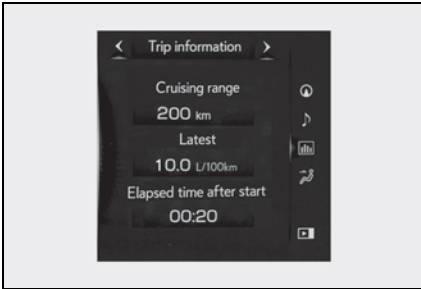 Trip information
Cruising range
200 km
Latest
10.0 L/100km
Elapsed time after start
00:20